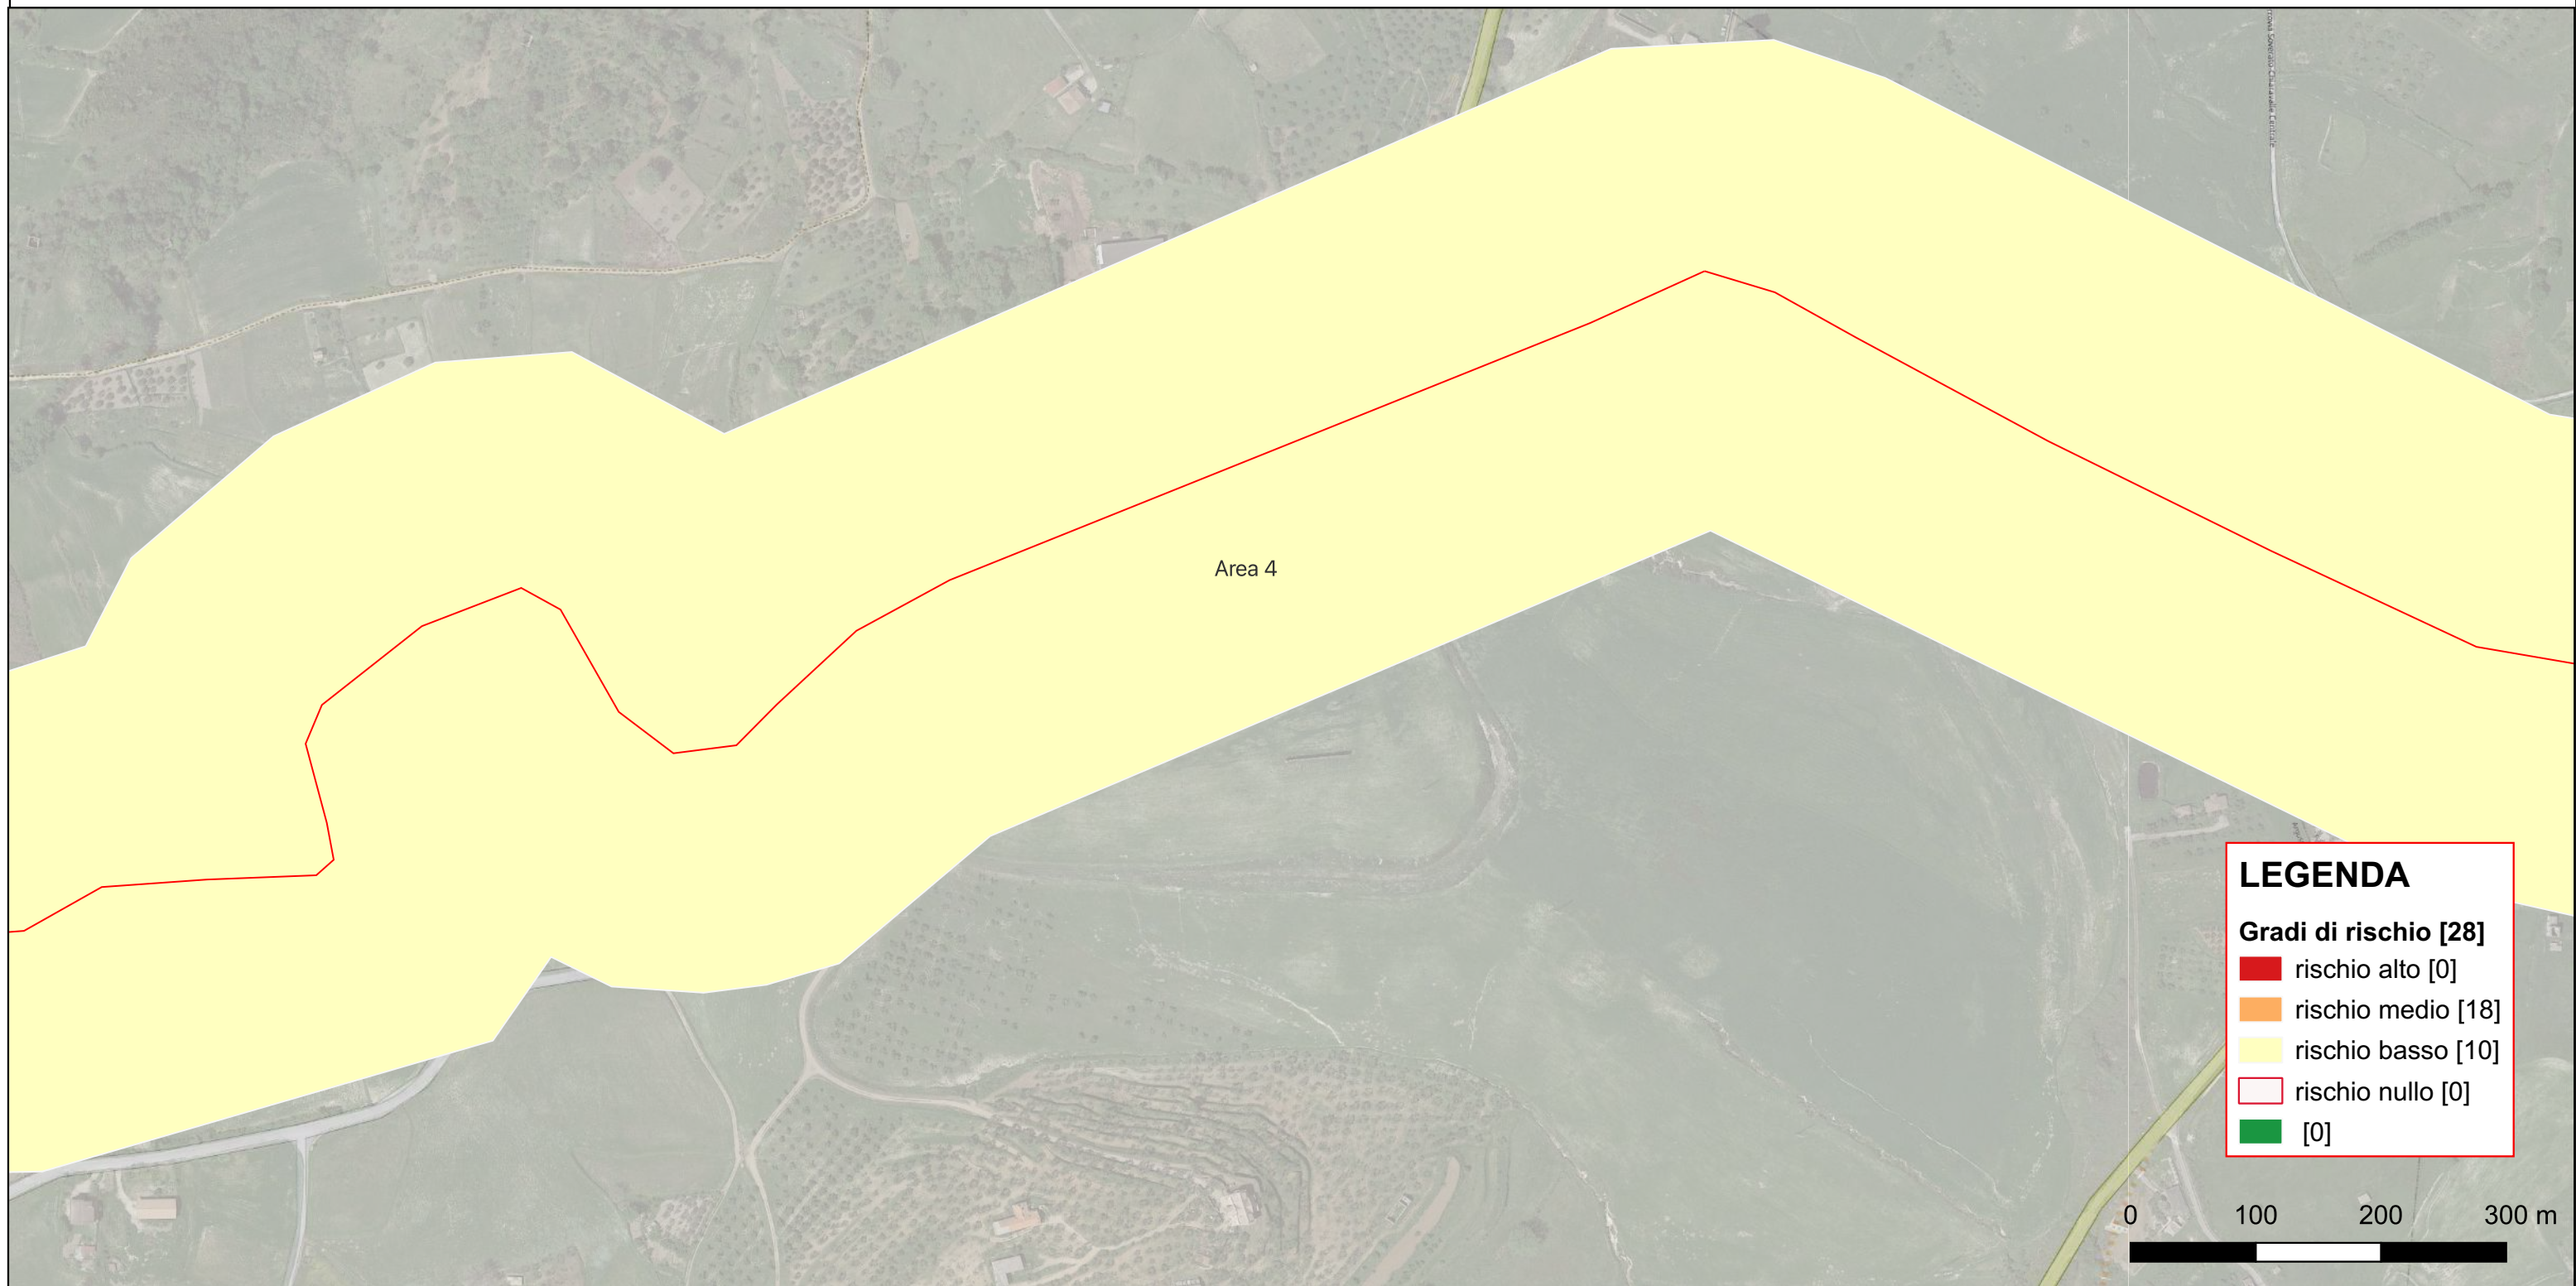 Area 4
LEGENDA
Gradi di rischio [28]
rischio alto [0]
rischio medio [18]
rischio basso [10]
rischio nullo [0]
[0]
0 100 200 300 m